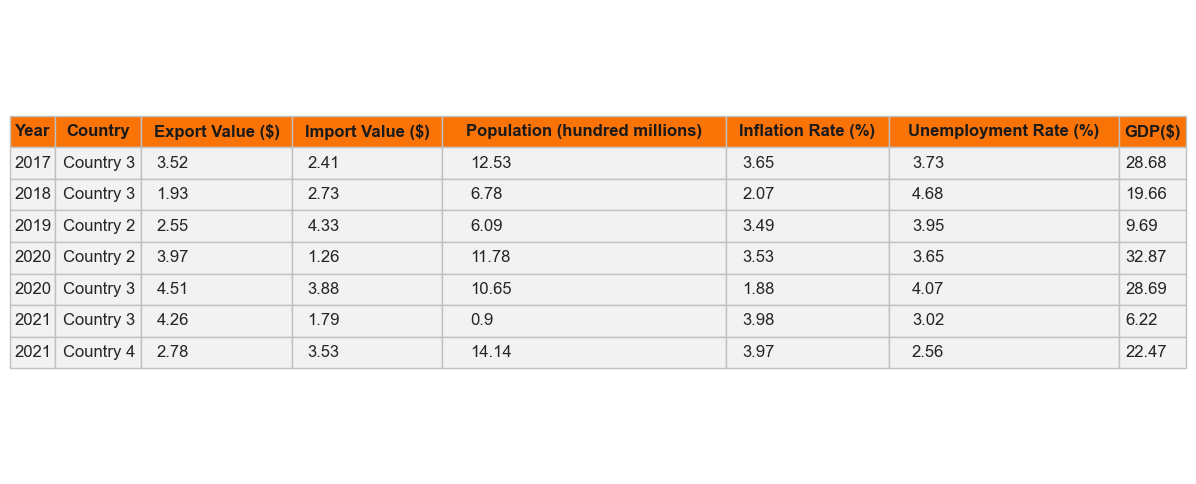 Year Country Export Value ($) Import Value ($) Population (hundred millions) Inflation Rate (%) Unemployment Rate (%) GDP($)
2017 Country 3 3.52 2.41 12.53 3.65 3.73 28.68
2018 Country 3 1.93 2.73 6.78 2.07 4.68 19.66
2019 Country 2 2.55 4.33 6.09 3.49 3.95 9.69
2020 Country 2 3.97 1.26 11.78 3.53 3.65 32.87
2020 Country 3 4.51 3.88 10.65 1.88 4.07 28.69
2021 Country 3 4.26 1.79 0.9 3.98 3.02 6.22
2021 Country 4 2.78 3.53 14.14 3.97 2.56 22.47